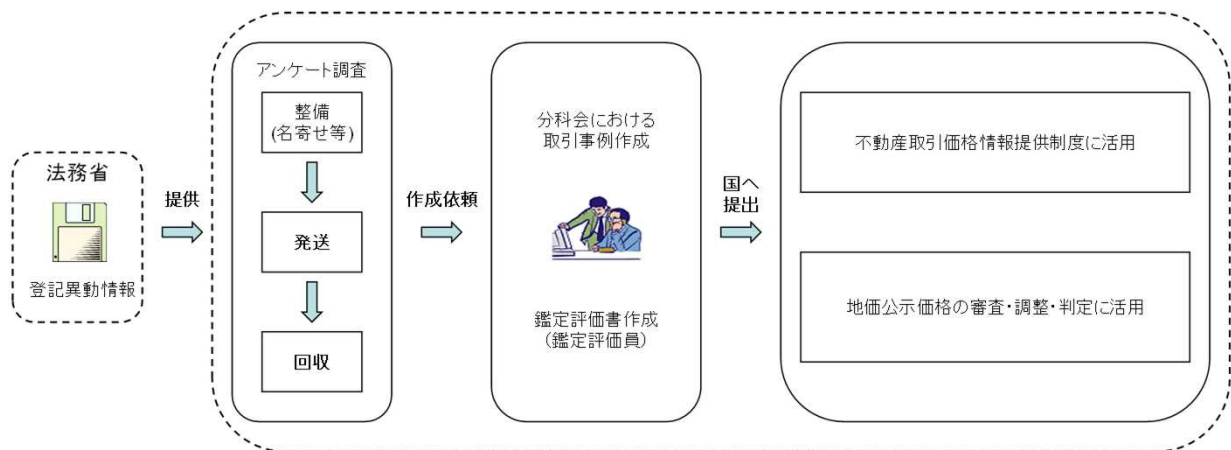 法務省
登記異動情報
提供
アンケート調査
整備
(名寄せ等)
発送
回収
作成依頼
分科会における
取引事例作成
鑑定評価書作成
(鑑定評価員)
国へ
提出
不動産取引価格情報提供制度に活用
地価公示価格の審査・調整・判定に活用